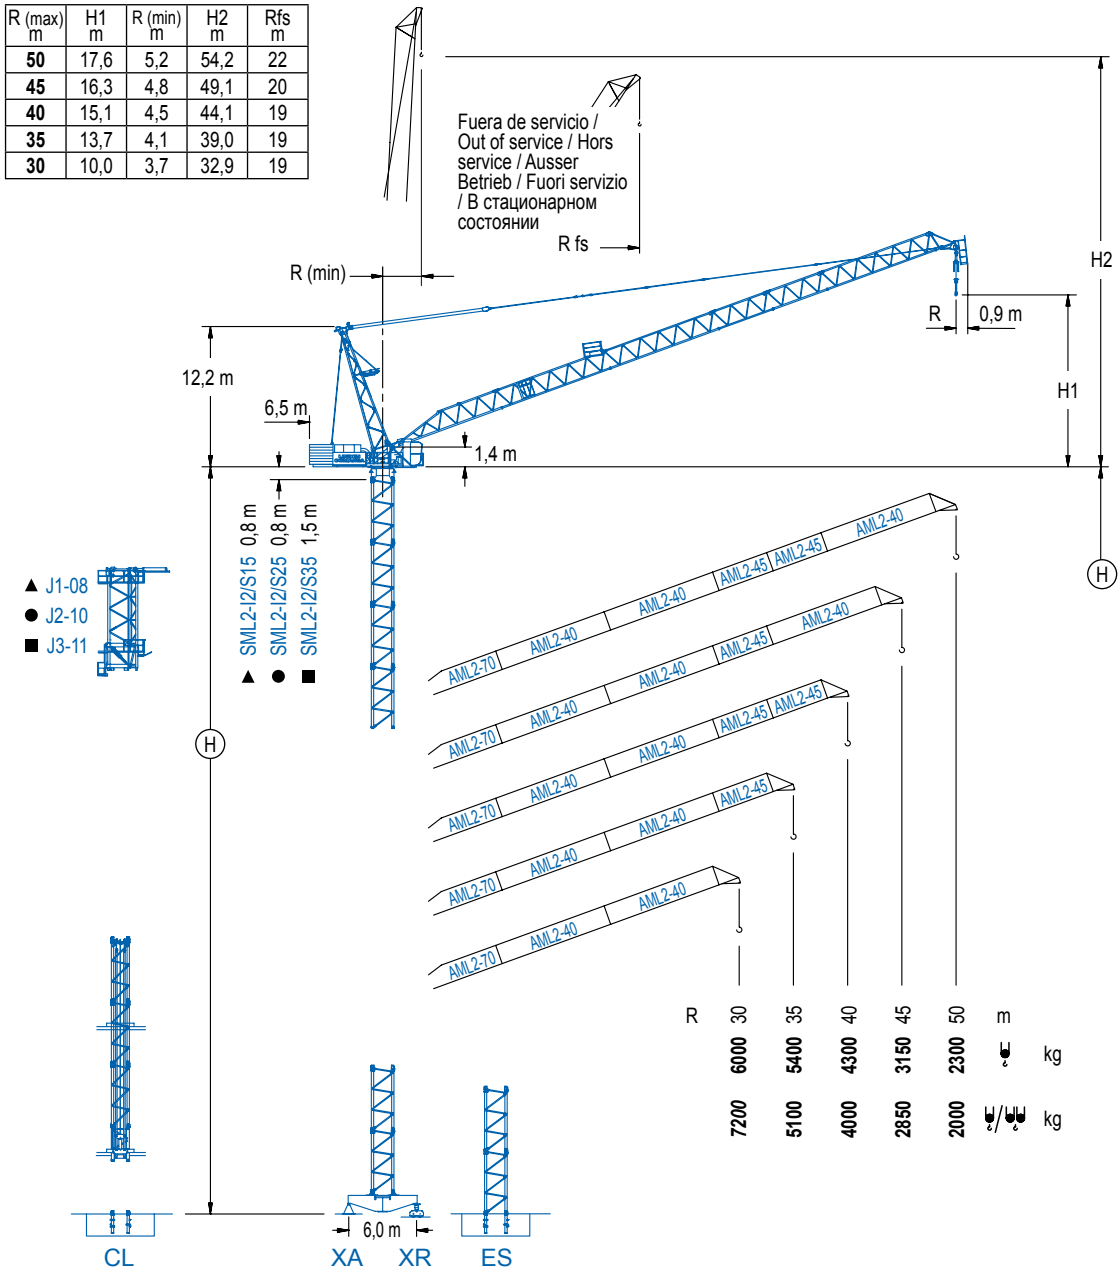 R (max) m H1 m R (min) m H2 m Rfs m
50 17,6 5,2 54,2 22
45 16,3 4,8 49,1 20
40 15,1 4,5 44,1 19
35 13,7 4,1 39,0 19
30 10,0 3,7 32,9 19
Fuera de servicio /
Out of service / Hors
service / Ausser
Betrieb / Fuori servizio
/ В стационарном
состоянии
R fs
R (min)
H2
R 0,9 m
12,2 m
H1
6,5 m
1,4 m
H
▲ J1-08
● J2-10
■ J3-11
▲ SML2-I2/S15 0,8 m
● SML2-I2/S25 0,8 m
■ SML2-I2/S35 1,5 m
H
AML2-70 AML2-40 AML2-40 AML2-45 AML2-45 AML2-40
AML2-70 AML2-40 AML2-40 AML2-45 AML2-40
AML2-70 AML2-40 AML2-40 AML2-45 AML2-45
AML2-70 AML2-40 AML2-40 AML2-45
AML2-70 AML2-40 AML2-40
R 30 35 40 45 50 m
6000 5400 4300 3150 2300 kg
7200 5100 4000 2850 2000 / kg
6,0 m
CL XA XR ES